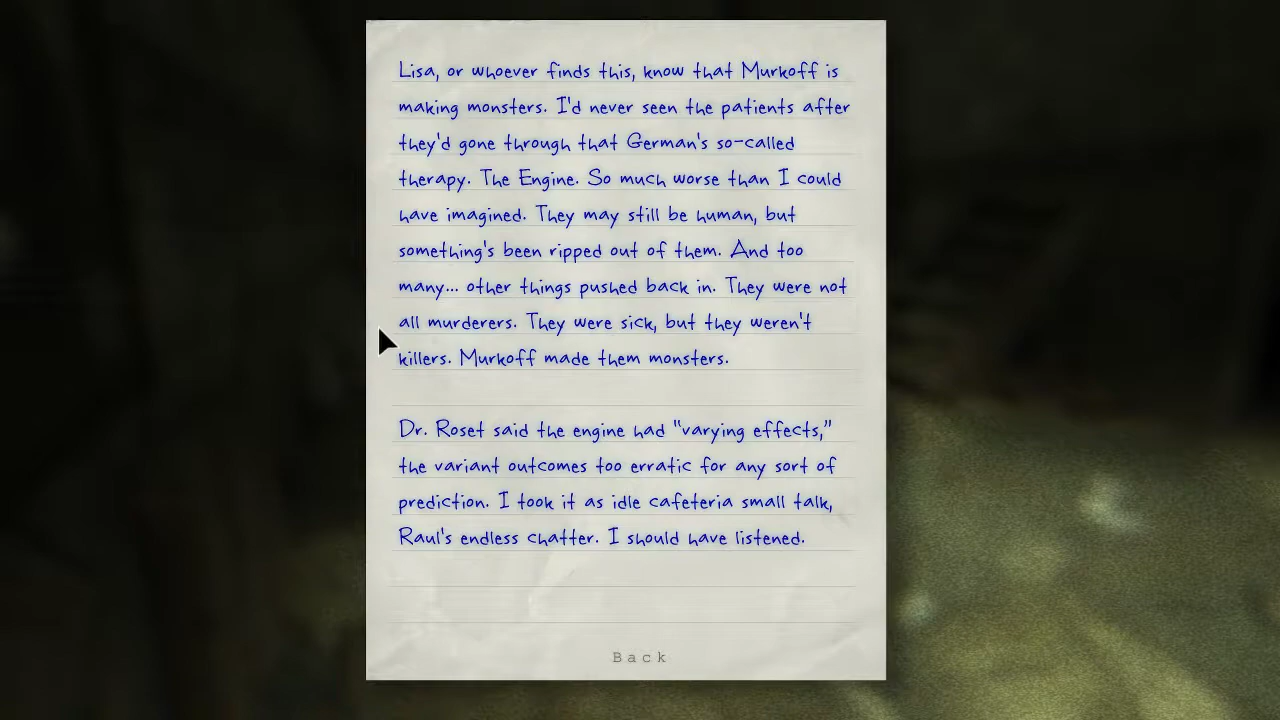 Lisa, or whoever finds this, know that Murkoff is
making monsters. I'd never seen the patients after
they'd gone through that German's so-called
therapy. The Engine. So much worse than I could
have imagined. They may still be human, but
something's been ripped out of them. And too
many... other things pushed back in. They were not
all murderers. They were sick, but they weren't
killers. Murkoff made them monsters.
Dr. Roset said the engine had "varying effects,"
the variant outcomes too erratic for any sort of
prediction. I took it as idle cafeteria small talk,
Raul's endless chatter. I should have listened.
Back